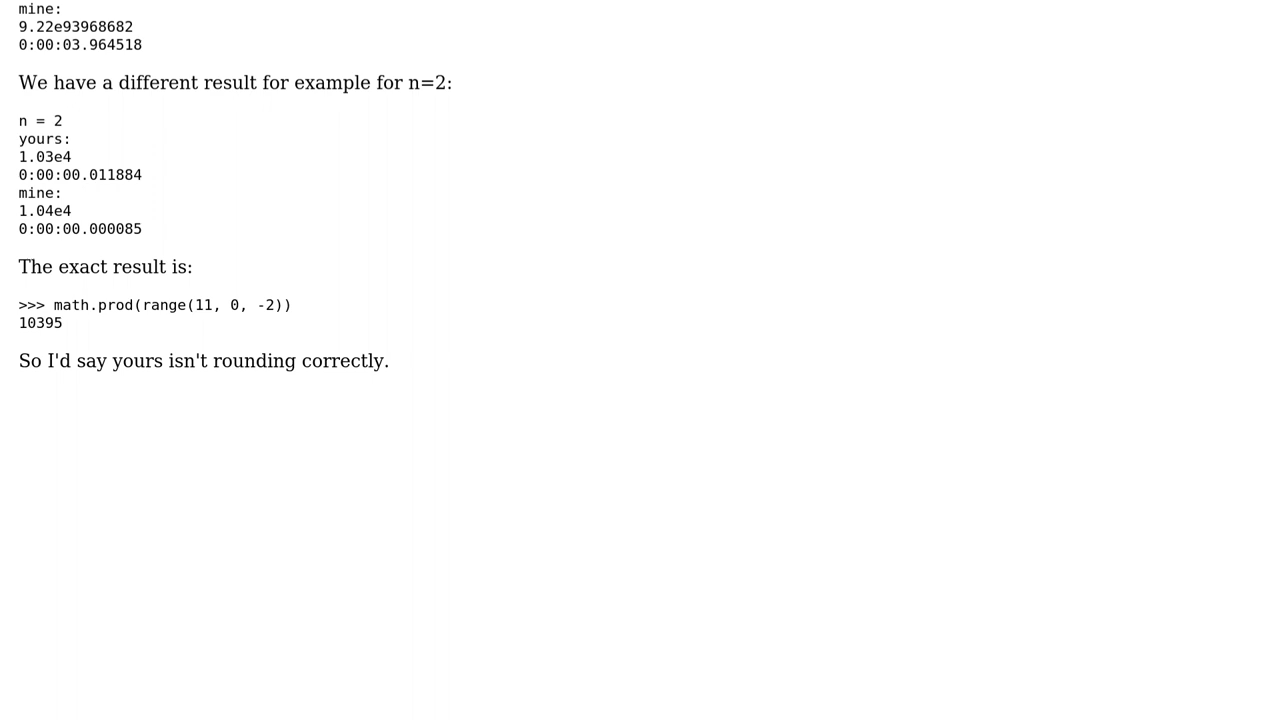 mine:
9.22e93968682
0:00:03.964518
We have a different result for example for n=2:
n = 2
yours:
1.03e4
0:00:00.011884
mine:
1.04e4
0:00:00.000085
The exact result is:
>>> math.prod(range(11, 0, -2))
10395
So I'd say yours isn't rounding correctly.